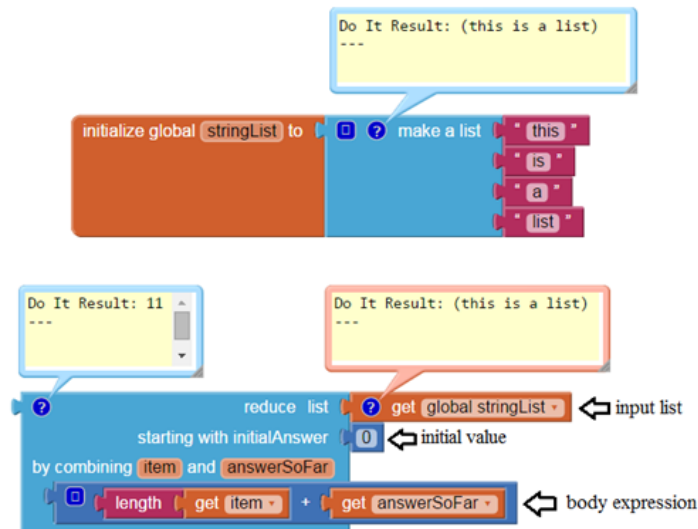 Do It Result: (this is a list)
---
initialize global stringList to ? make a list " this "
" is "
" a "
" list "
Do It Result: 11
---
Do It Result: (this is a list)
---
? reduce list ? get global stringList input list
starting with initialAnswer 0 initial value
by combining item and answerSoFar
length get item + get answerSoFar body expression